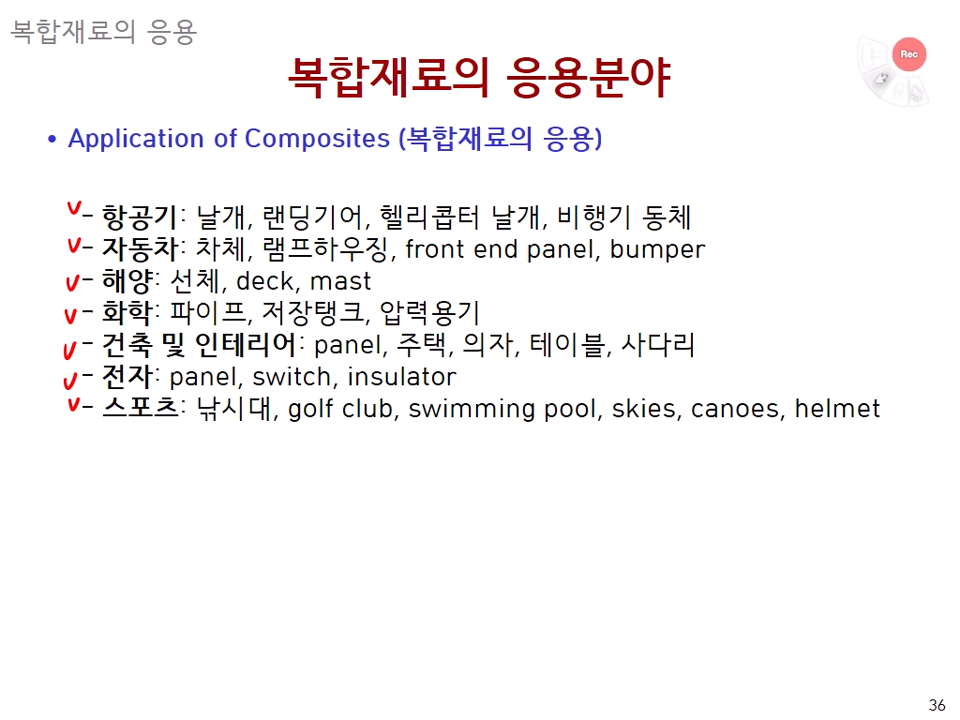 복합재료의 응용
복합재료의 응용분야
Rec
• Application of Composites (복합재료의 응용)
- 항공기: 날개, 랜딩기어, 헬리콥터 날개, 비행기 동체
- 자동차: 차체, 램프하우징, front end panel, bumper
- 해양: 선체, deck, mast
- 화학: 파이프, 저장탱크, 압력용기
- 건축 및 인테리어: panel, 주택, 의자, 테이블, 사다리
- 전자: panel, switch, insulator
- 스포츠: 낚시대, golf club, swimming pool, skies, canoes, helmet
36